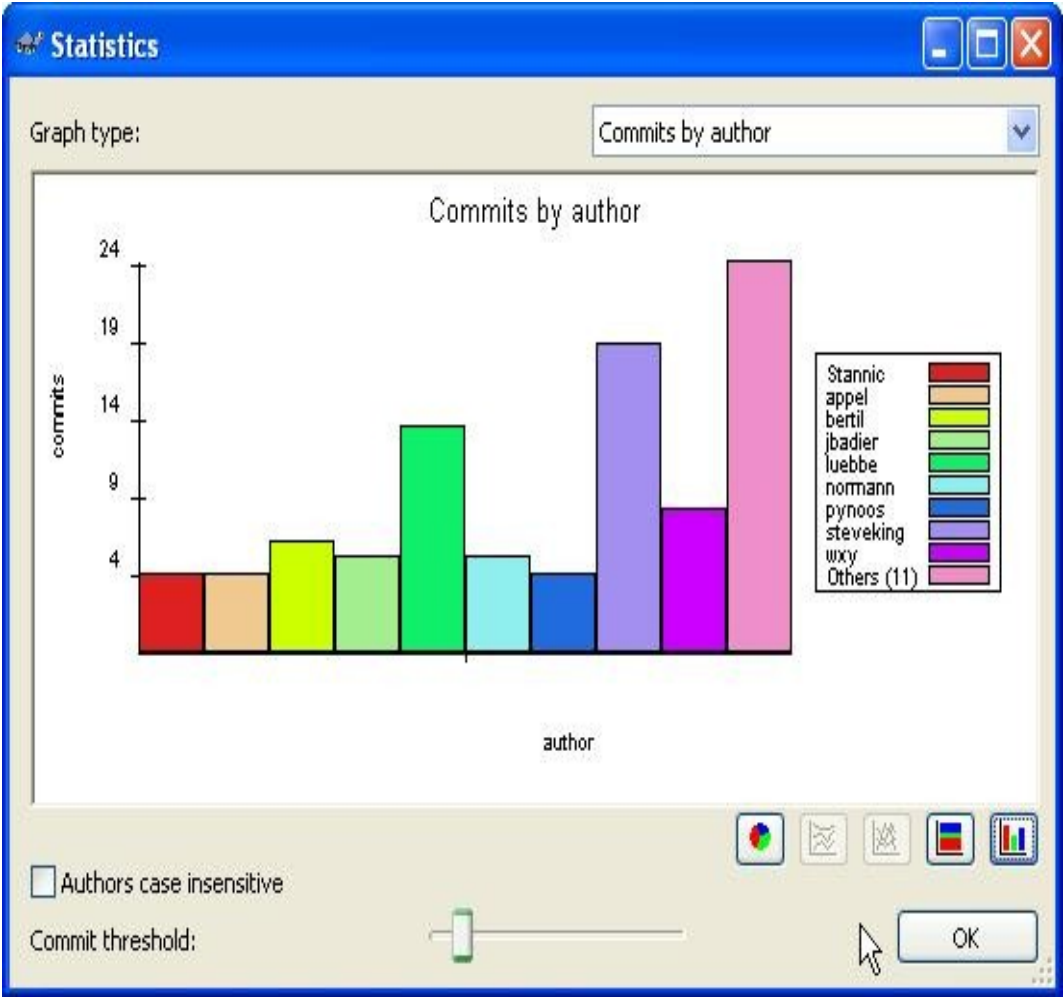 Statistics
Graph type:
Commits by author
Commits by author
24
19
14
9
4
commits
author
Stannic
appel
bertil
jbadier
luebbe
normann
pynoos
steveking
wxy
Others (11)
Authors case insensitive
Commit threshold:
OK